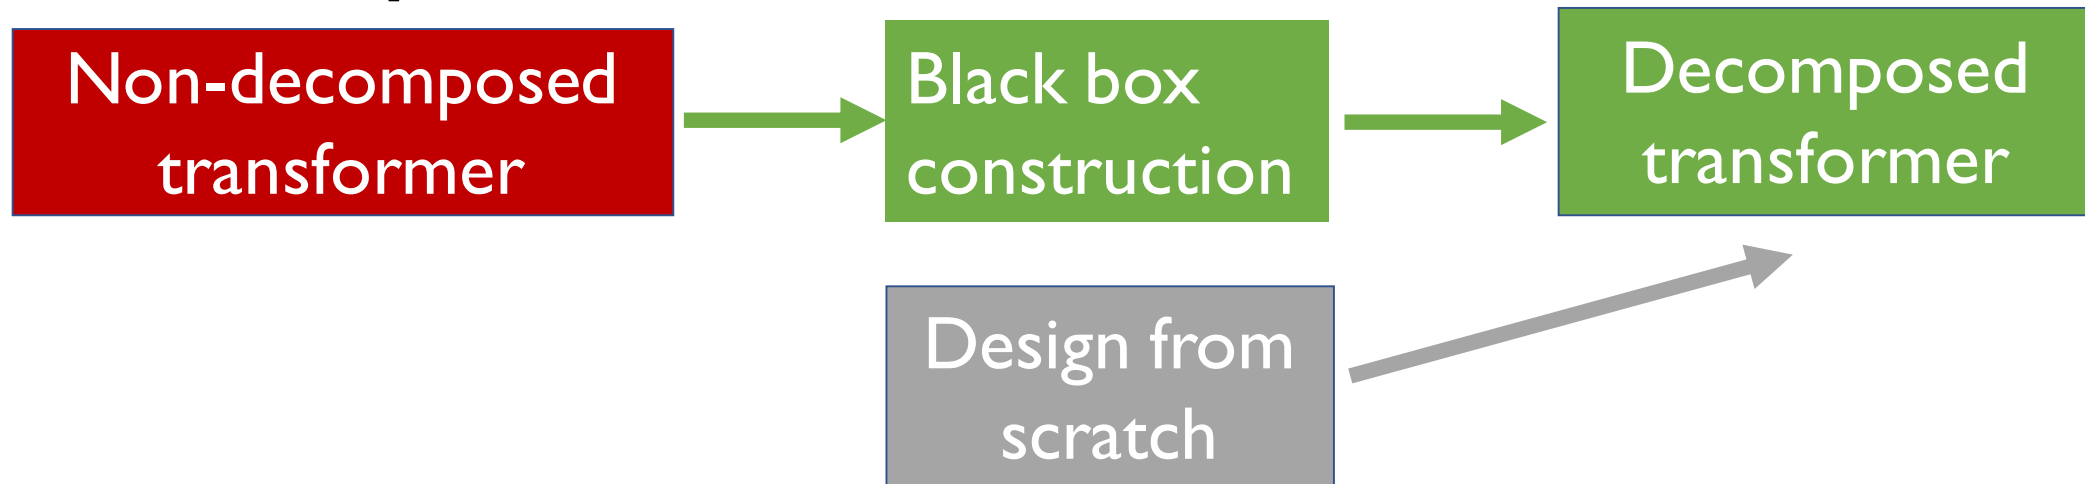 Non-decomposed
transformer
Black box
construction
Decomposed
transformer
Design from
scratch